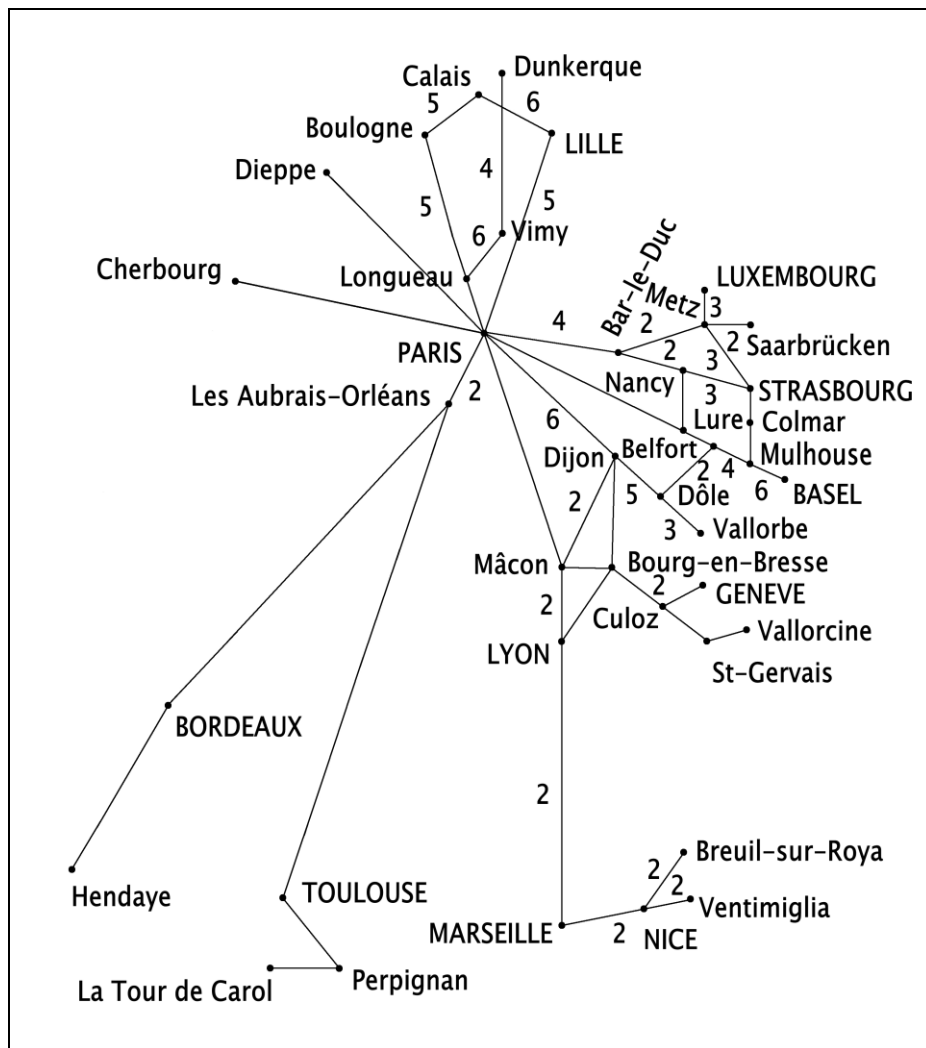 Dunkerque
Calais
5
6
Boulogne
LILLE
Dieppe
4
5
5
6
Vimy
Bar-le-Duc
Cherbourg
Longueau
LUXEMBOURG
Metz
3
4
2
2
Saarbrücken
PARIS
2
3
Nancy
STRASBOURG
Les Aubrais-Orléans
2
3
Lure
Colmar
6
Dijon
Belfort
Mulhouse
2
4
6
BASEL
2
5
Dôle
3
Vallorbe
Mâcon
Bourg-en-Bresse
2
GENEVE
2
Culoz
Vallorcine
LYON
St-Gervais
BORDEAUX
2
Breuil-sur-Roya
2
2
Hendaye
TOULOUSE
Ventimiglia
MARSEILLE
2
NICE
La Tour de Carol
Perpignan